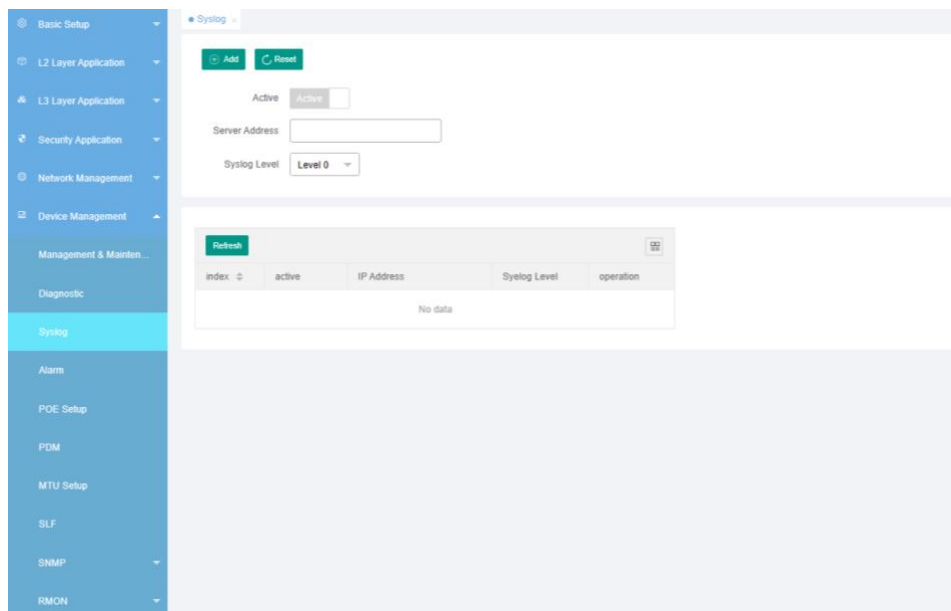 Basic Setup
L2 Layer Application
L3 Layer Application
Security Application
Network Management
Device Management
Management & Mainten...
Diagnostic
Syslog
Alarm
POE Setup
PDM
MTU Setup
SLF
SNMP
RMON
Syslog
Add Reset
Active Active
Server Address
Syslog Level Level 0
Refresh
index active IP Address Syelog Level operation
No data